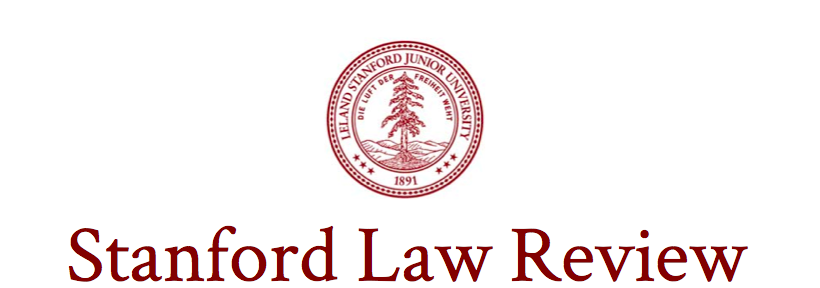 LELAND STANFORD JUNIOR UNIVERSITY
DIE LUFT DER FREIHEIT WEHT
1891
Stanford Law Review